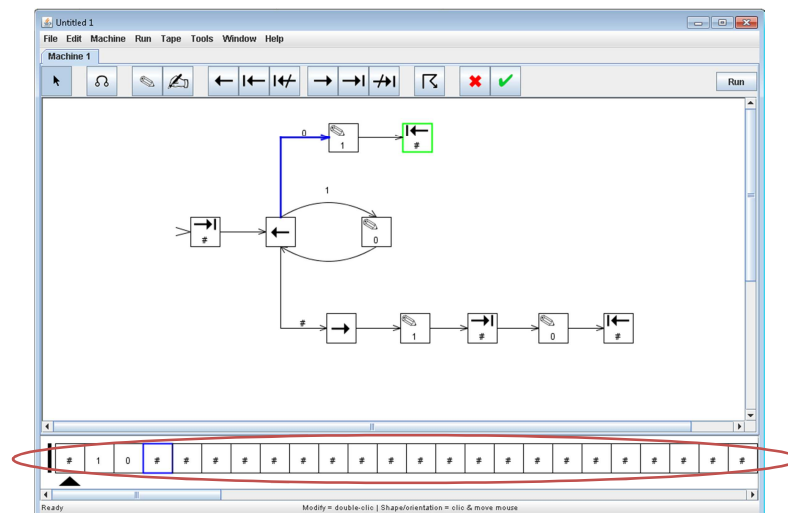 Untitled 1
File Edit Machine Run Tape Tools Window Help
Machine 1
Run
0
1
#
1
#
0
#
1
#
0
#
# 1 0 # # # # # # # # # # # # # # # # # # # # #
Ready Modify = double-clic | Shape/orientation = clic & move mouse